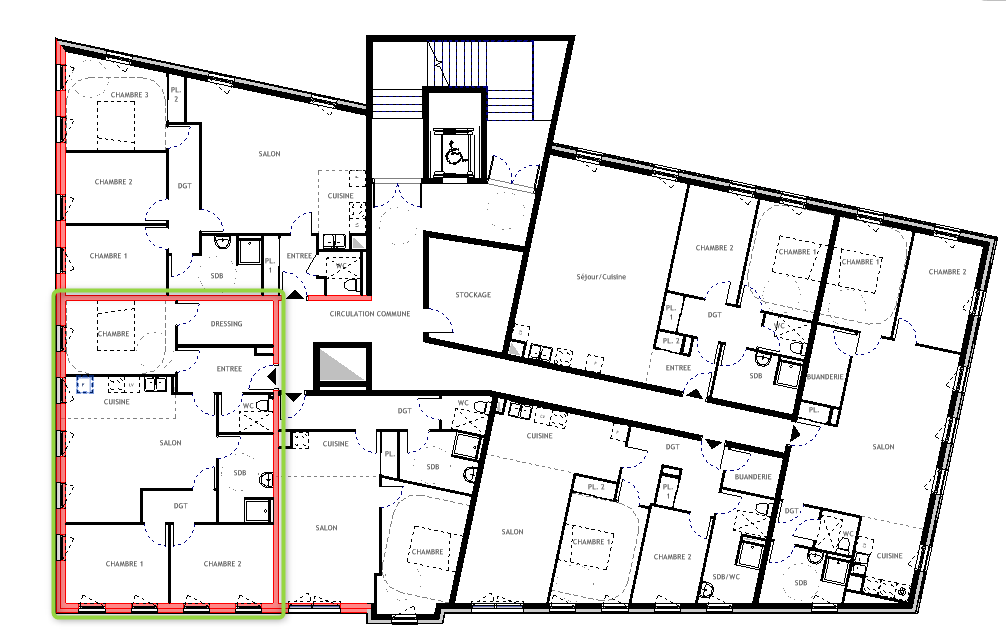 CHAMBRE 3
PL.
2
SALON
CHAMBRE 2
DGT
CUISINE
CHAMBRE 1
SDB
PL.
1
ENTREE
WC
STOCKAGE
CIRCULATION COMMUNE
CHAMBRE
DRESSING
ENTREE
CUISINE
WC
SALON
SDB
DGT
CHAMBRE 1
CHAMBRE 2
DGT
WC
CUISINE
PL.
SDB
SALON
CHAMBRE
CUISINE
DGT
PL. 2
PL.
1
BUANDERIE
SALON
CHAMBRE 1
CHAMBRE 2
SDB/WC
Séjour/Cuisine
CHAMBRE 2
CHAMBRE 1
PL.
1
DGT
WC
PL. 2
ENTREE
SDB
CHAMBRE 1
CHAMBRE 2
BUANDERIE
PL.
SALON
DGT
WC
CUISINE
SDB